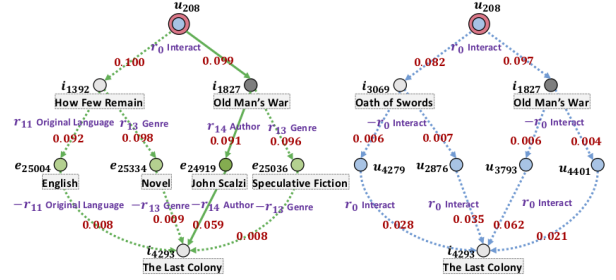 u208
r0 Interact
0.100
0.099
i1392
How Few Remain
i1827
Old Man's War
r11 Original Language
r13 Genre
r14 Author
r13 Genre
0.092
0.098
0.091
0.096
e25004
English
e25334
Novel
e24919
John Scalzi
e25036
Speculative Fiction
−r11 Original Language
−r13 Genre
−r14 Author
−r13 Genre
0.008
0.009
0.059
0.008
i4293
The Last Colony
u208
r0 Interact
0.082
0.097
i3069
Oath of Swords
i1827
Old Man's War
−r0 Interact
−r0 Interact
0.006
0.007
0.006
0.004
u4279
u2876
u3793
u4401
r0 Interact
r0 Interact
r0 Interact
r0 Interact
0.028
0.035
0.062
0.021
i4293
The Last Colony